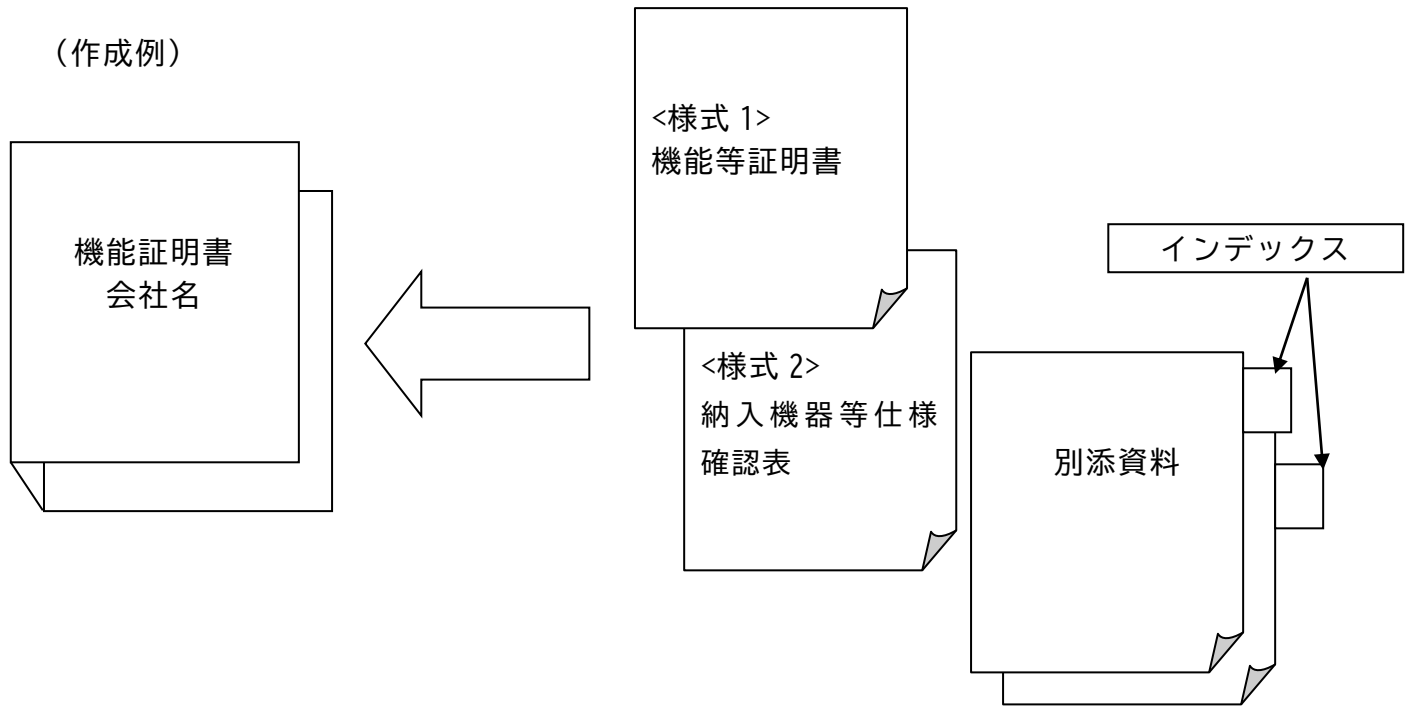 （作成例）
機能証明書
会社名
<様式 1>
機能等証明書
<様式 2>
納入機器等仕様
確認表
インデックス
別添資料